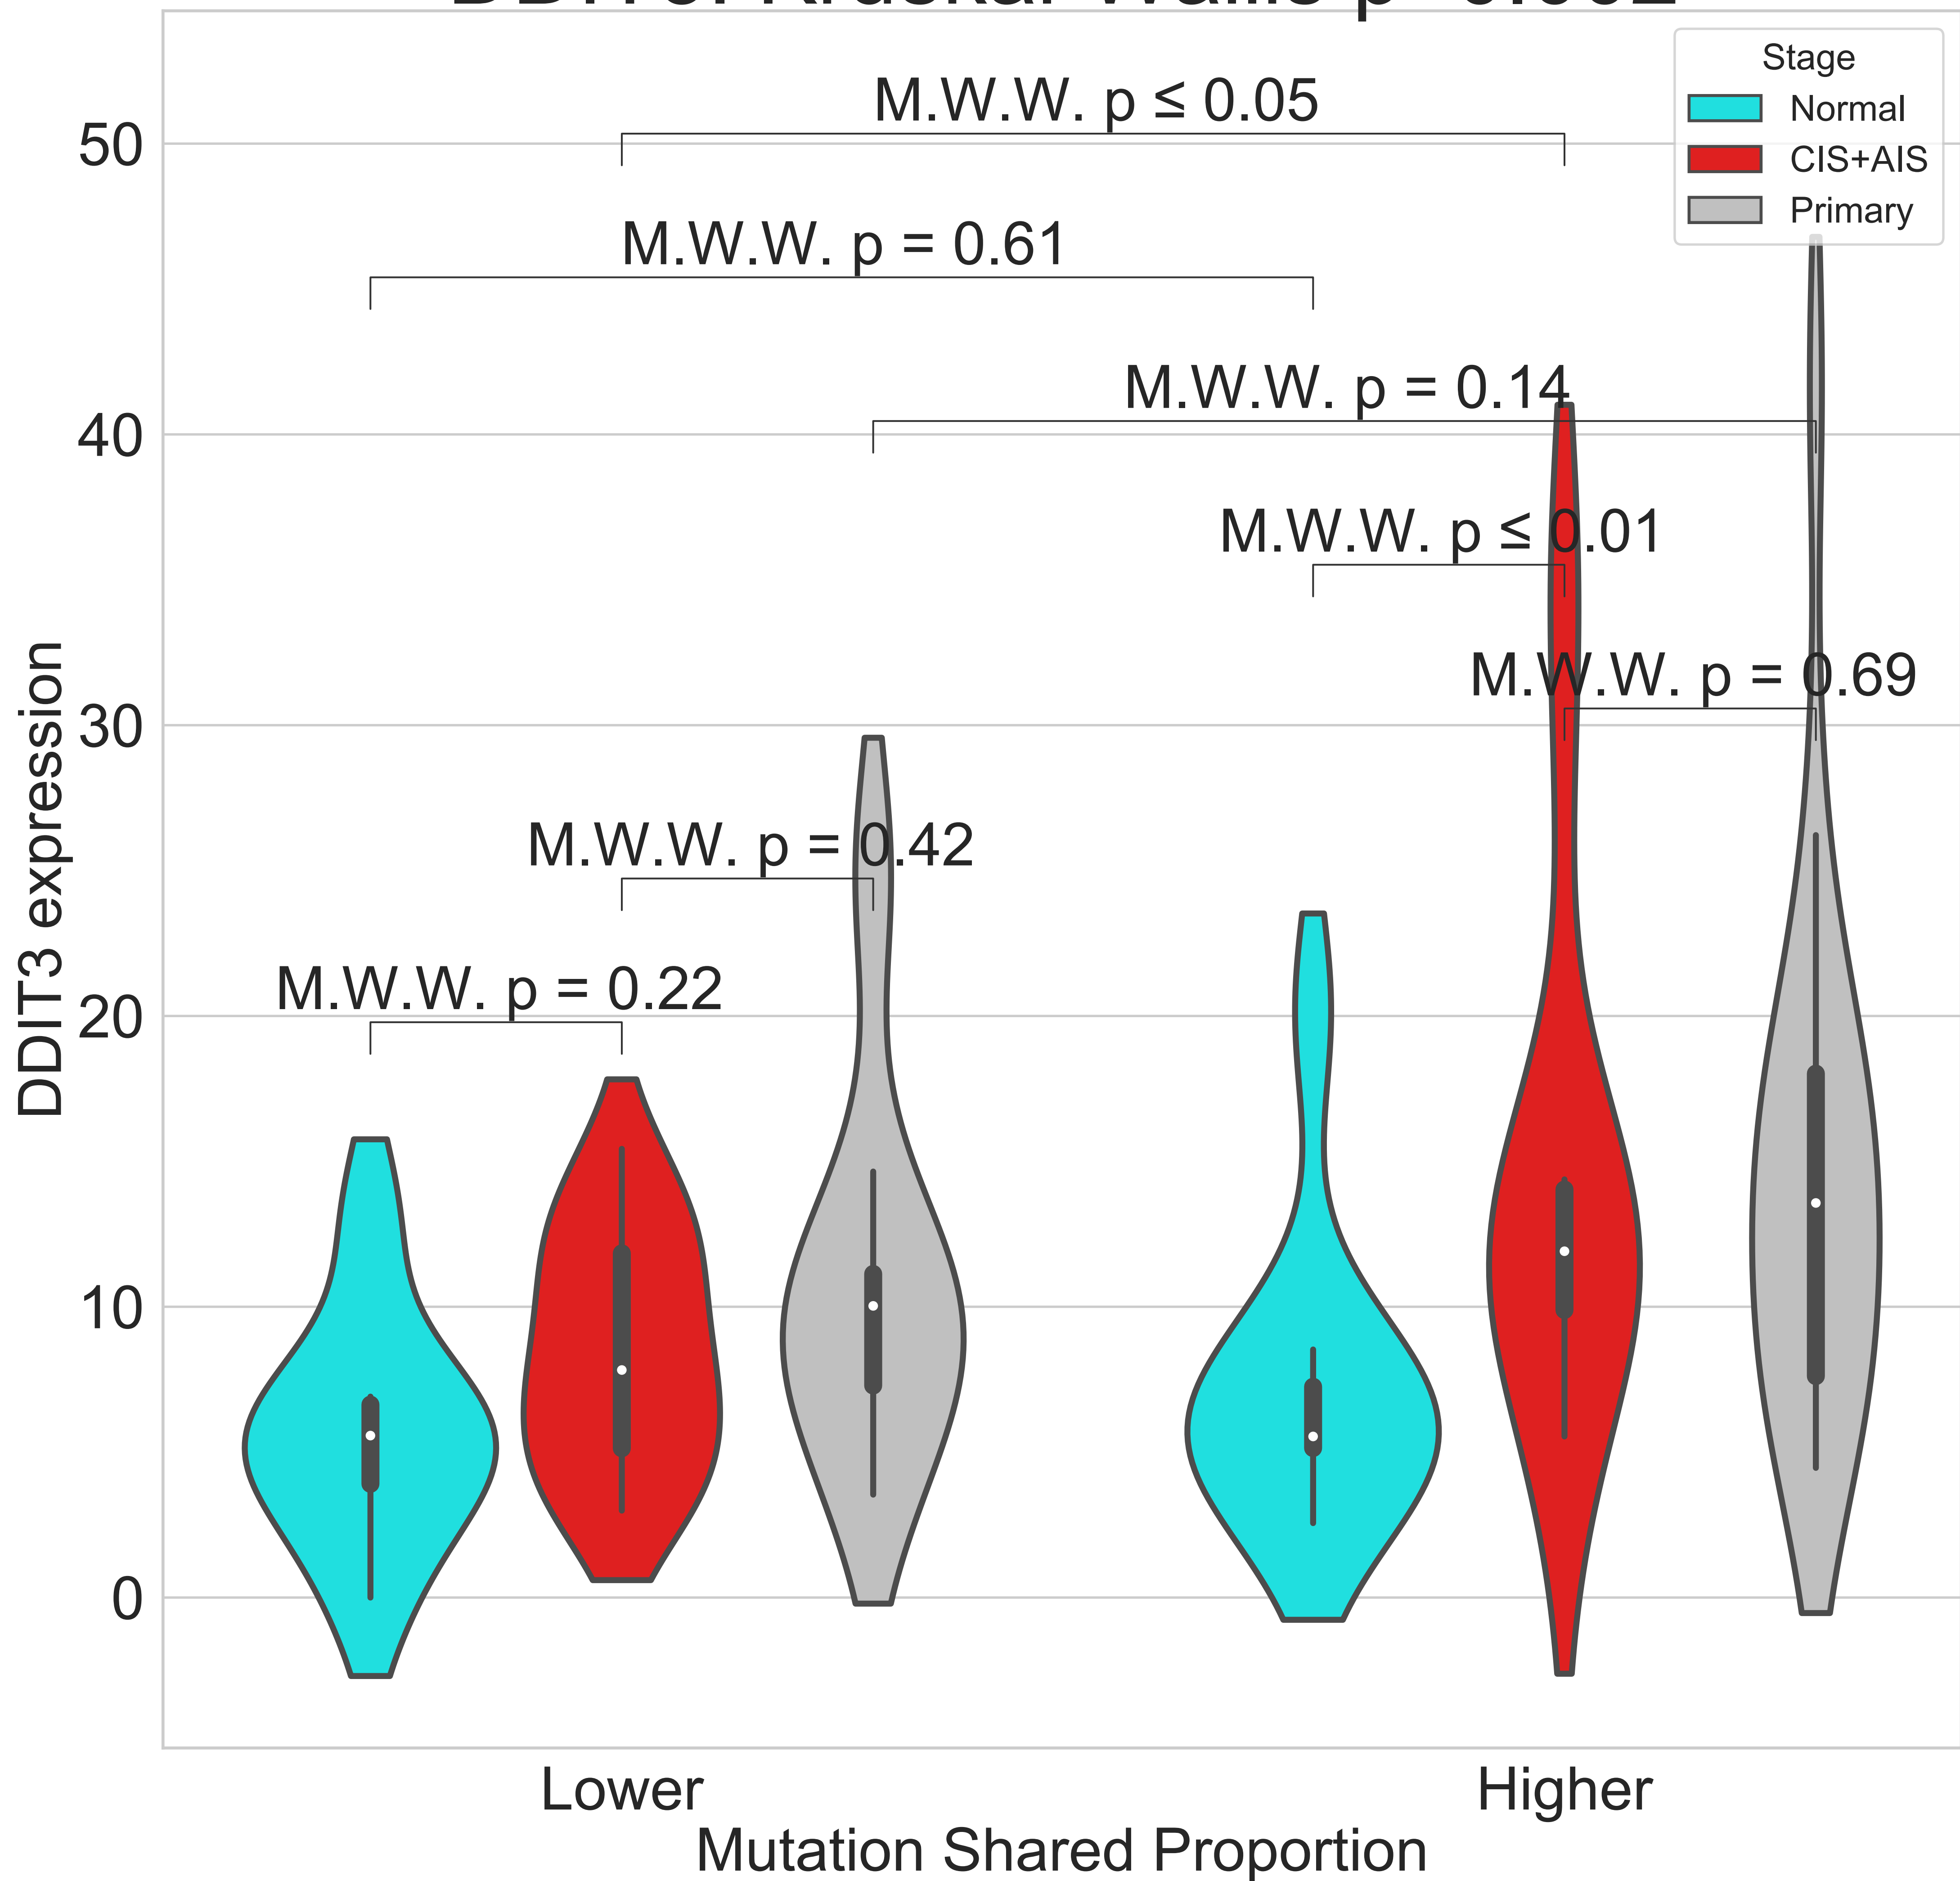 Stage
Normal
CIS+AIS
Primary
M.W.W. p ≤ 0.05
M.W.W. p = 0.61
M.W.W. p = 0.14
M.W.W. p ≤ 0.01
M.W.W. p = 0.69
M.W.W. p = 0.42
M.W.W. p = 0.22
50
40
30
20
10
0
DDIT3 expression
Lower
Higher
Mutation Shared Proportion